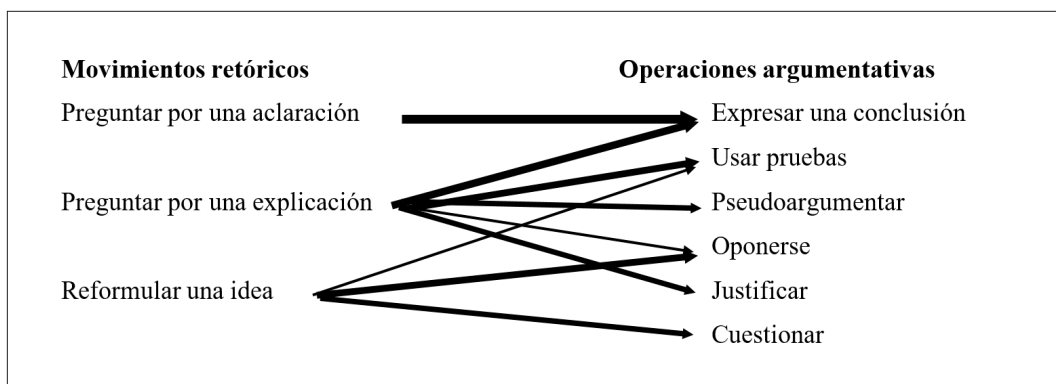 Movimientos retóricos
Operaciones argumentativas
Preguntar por una aclaración
Expresar una conclusión
Usar pruebas
Preguntar por una explicación
Pseudoargumentar
Oponerse
Reformular una idea
Justificar
Cuestionar